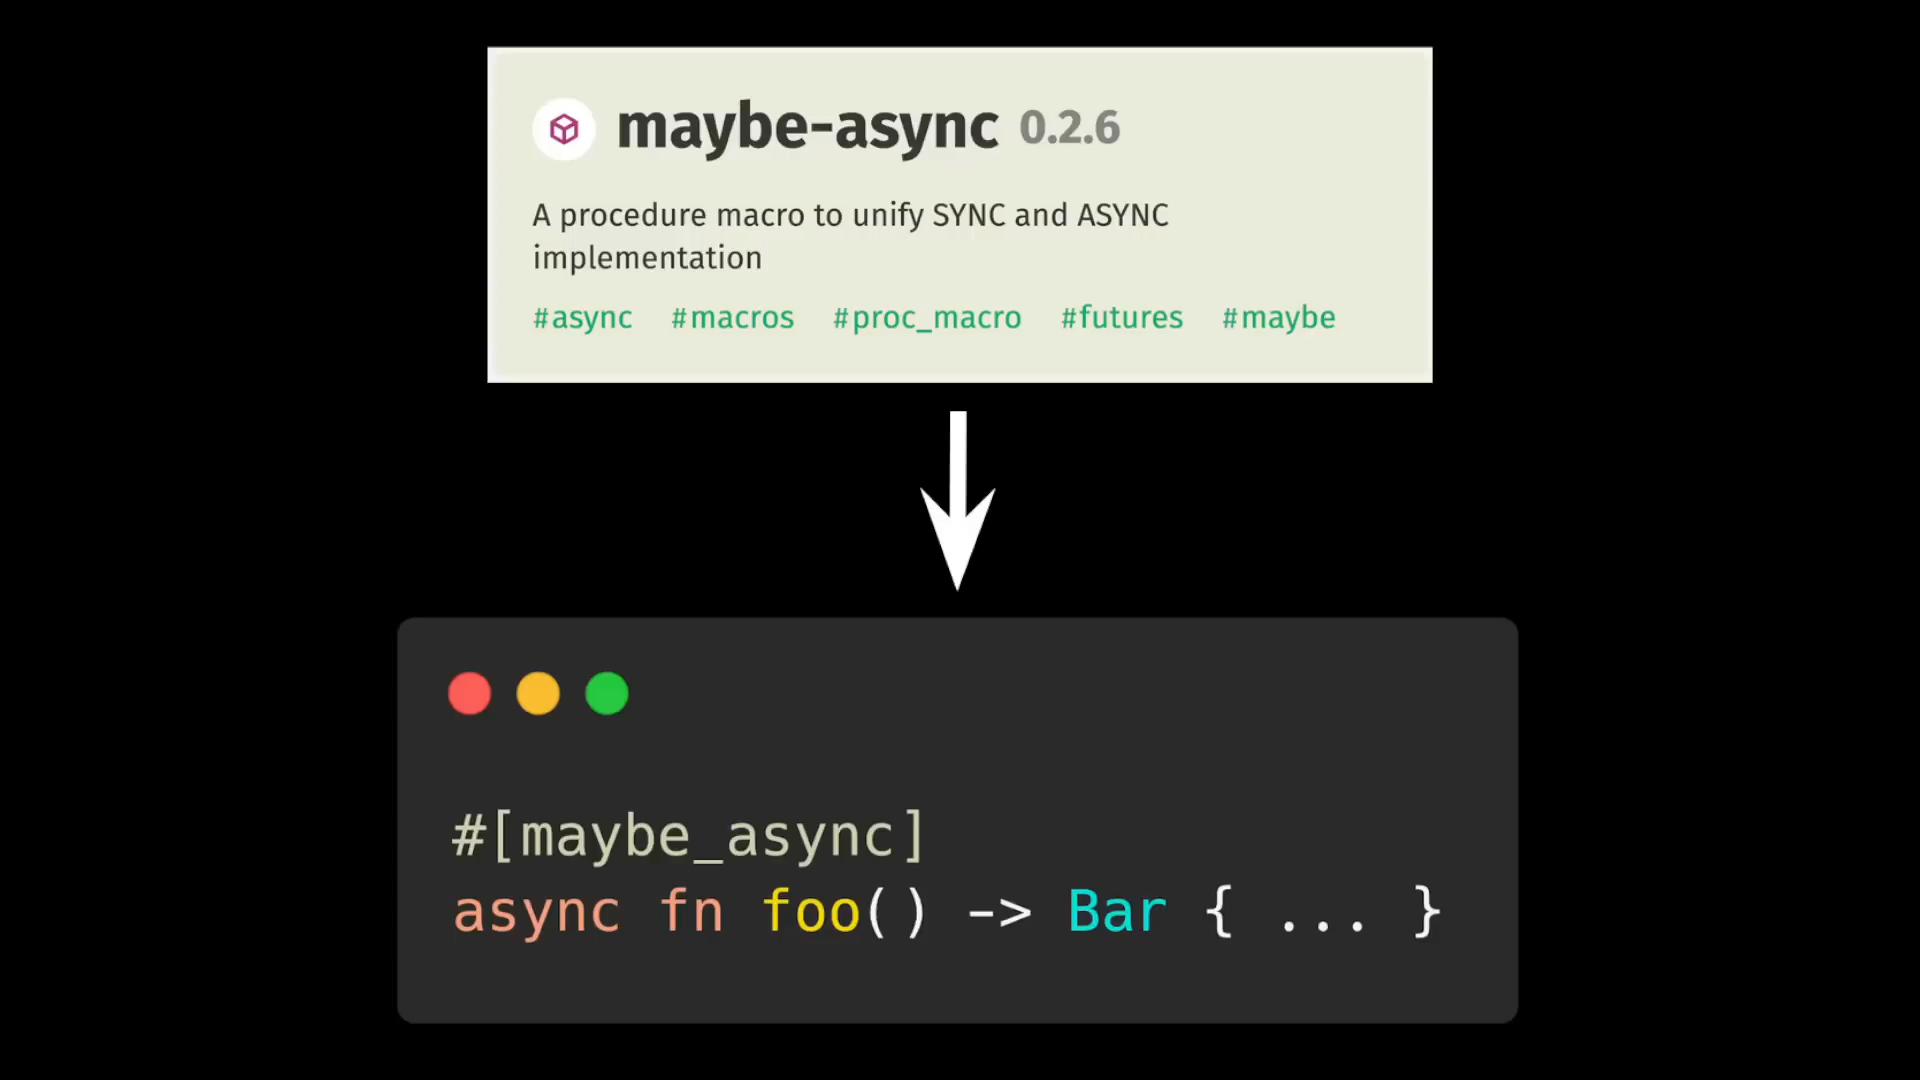 maybe-async 0.2.6
A procedure macro to unify SYNC and ASYNC
implementation
#async #macros #proc_macro #futures #maybe
#[maybe_async]
async fn foo() -> Bar { ... }